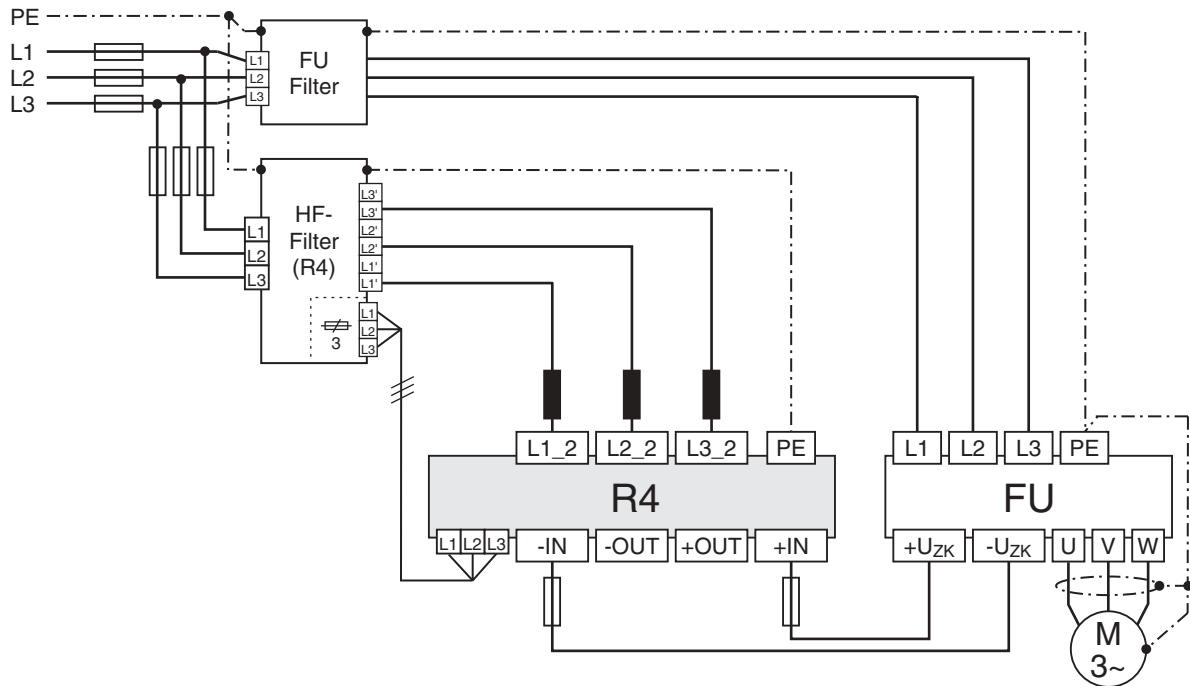 PE
L1
L2
L3
L1
L2
L3
FU
Filter
HF-
Filter
(R4)
L1
L2
L3
L3'
L3'
L2'
L2'
L1'
L1'
L1
L2
L3
3
L1_2
L2_2
L3_2
PE
R4
L1
L2
L3
-IN
-OUT
+OUT
+IN
L1
L2
L3
PE
FU
+UZK
-UZK
U
V
W
M
3~